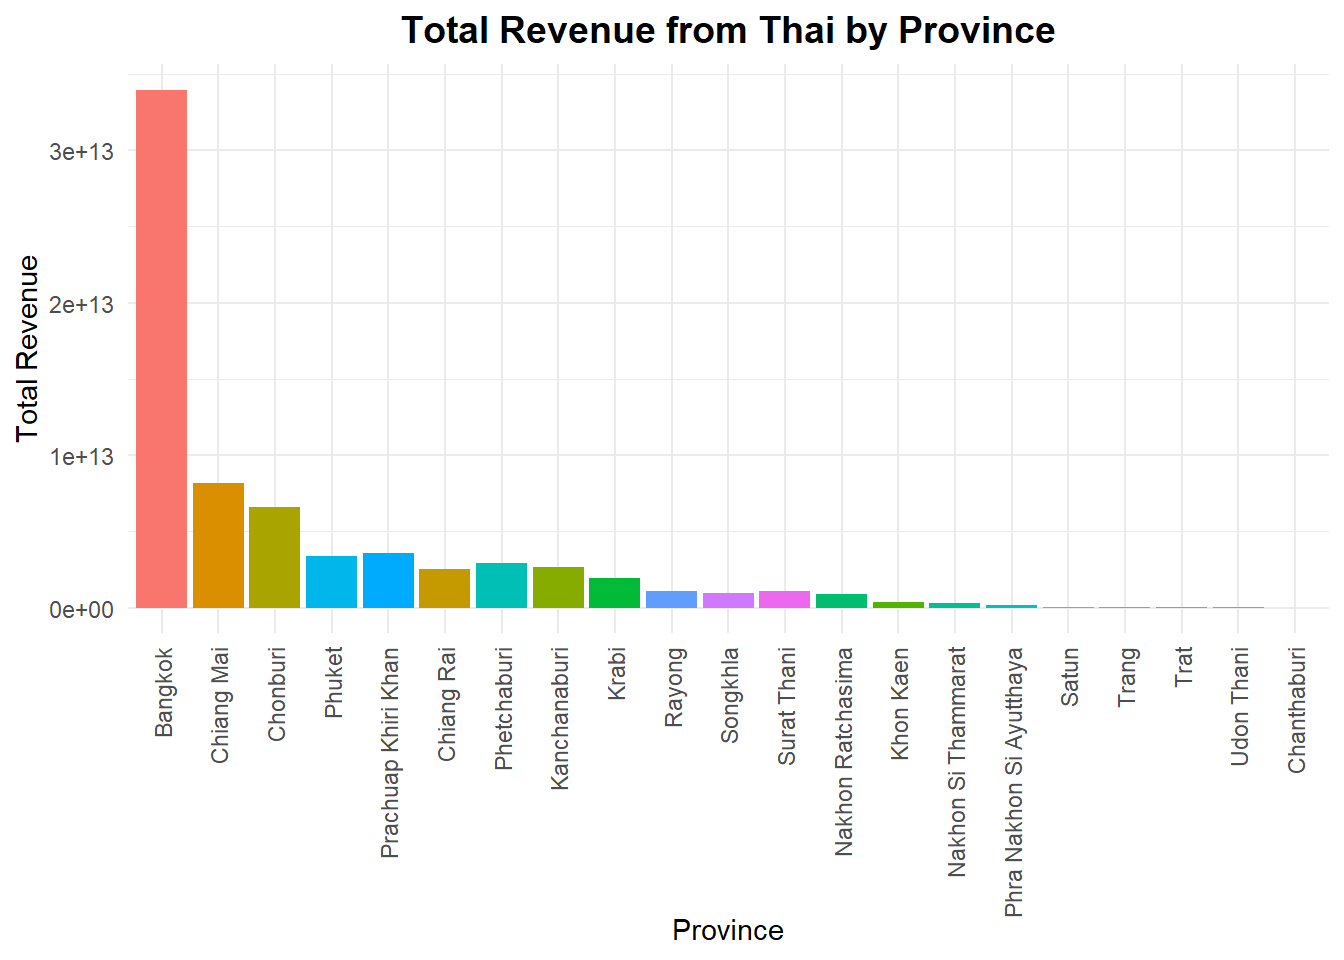 Total Revenue from Thai by Province
Total Revenue
3e+13
2e+13
1e+13
0e+00
Bangkok
Chiang Mai
Chonburi
Phuket
Prachuap Khiri Khan
Chiang Rai
Phetchaburi
Kanchanaburi
Krabi
Rayong
Songkhla
Surat Thani
Nakhon Ratchasima
Khon Kaen
Nakhon Si Thammarat
Phra Nakhon Si Ayutthaya
Satun
Trang
Trat
Udon Thani
Chanthaburi
Province